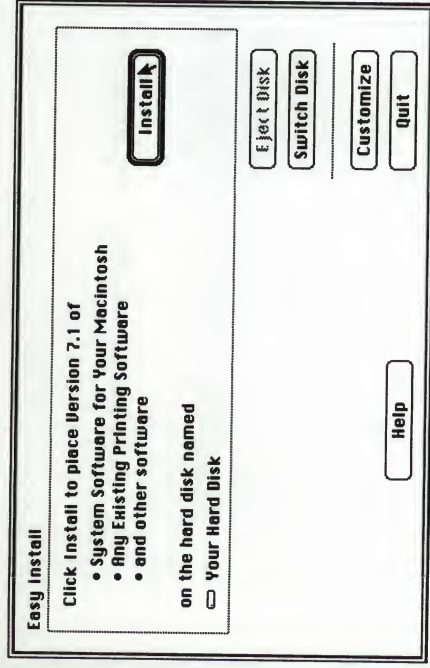 Easy Install
Click Install to place Version 7.1 of
• System Software for Your Macintosh
• Any Existing Printing Software
• and other software
on the hard disk named
Your Hard Disk
Install
Eject Disk
Switch Disk
Customize
Help
Quit